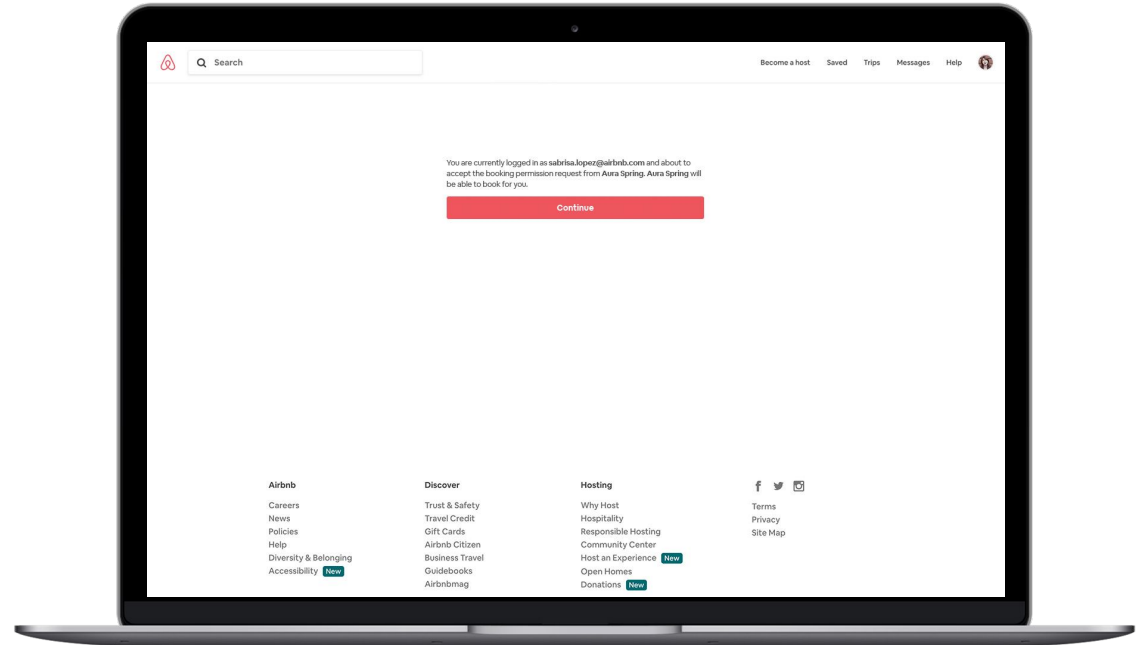 Search
Become a host Saved Trips Messages Help
You are currently logged in as sabrisa.lopez@airbnb.com and about to
accept the booking permission request from Aura Spring. Aura Spring will
be able to book for you.
Continue
Airbnb
Careers
News
Policies
Help
Diversity & Belonging
Accessibility New
Discover
Trust & Safety
Travel Credit
Gift Cards
Airbnb Citizen
Business Travel
Guidebooks
Airbnbmag
Hosting
Why Host
Hospitality
Responsible Hosting
Community Center
Host an Experience New
Open Homes
Donations New
Terms
Privacy
Site Map